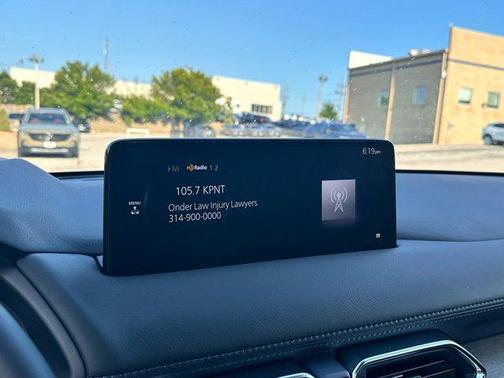 6:19pm
FM HD Radio 1 2
105.7 KPNT
MENU
Onder Law Injury Lawyers
314-900-0000